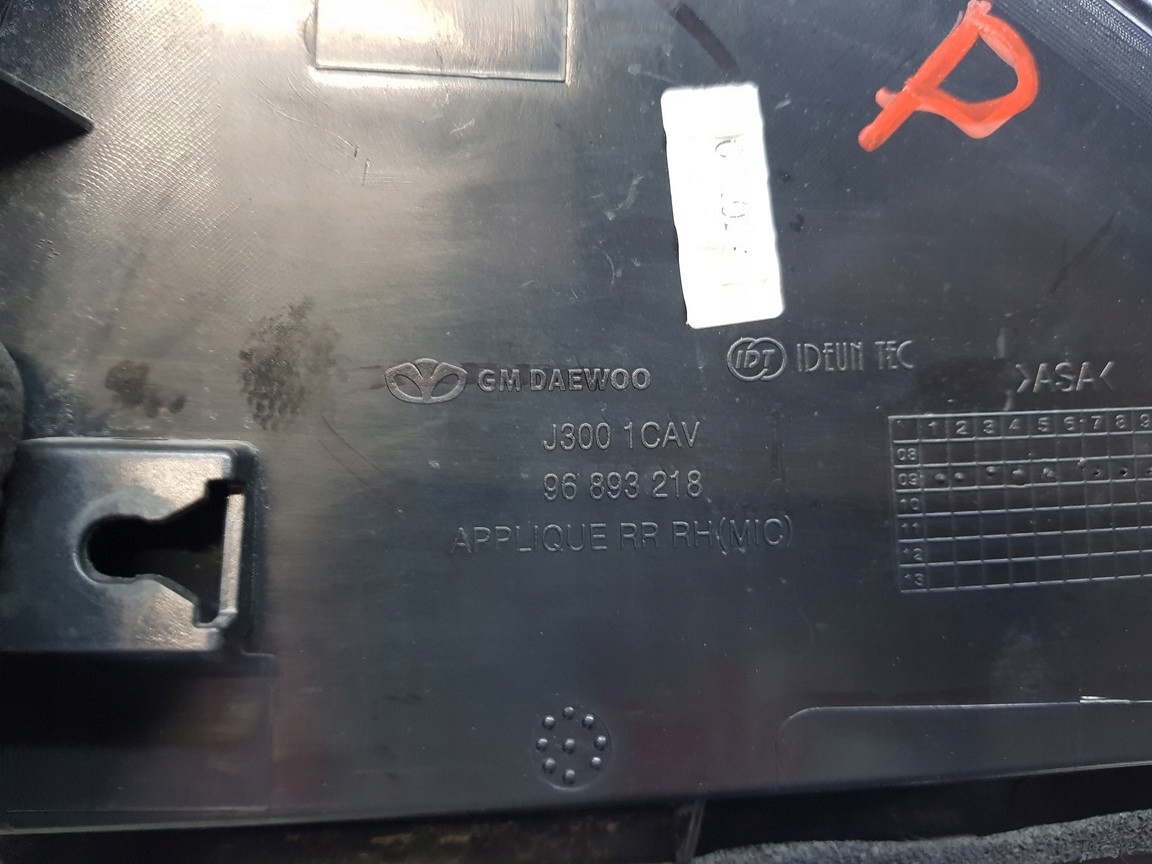 P
GM DAEWOO
IDT IDEUN TEC
>ASA<
J300 1CAV
96 893 218
APPLIQUE RR RH(MIC)
1 2 3 4 5 6 7 8 9
08
09
10
11
12
13